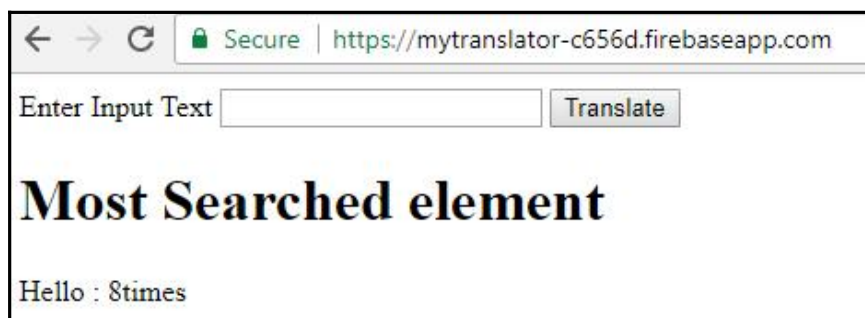 Secure | https://mytranslator-c656d.firebaseapp.com
Enter Input Text Translate
Most Searched element
Hello : 8times